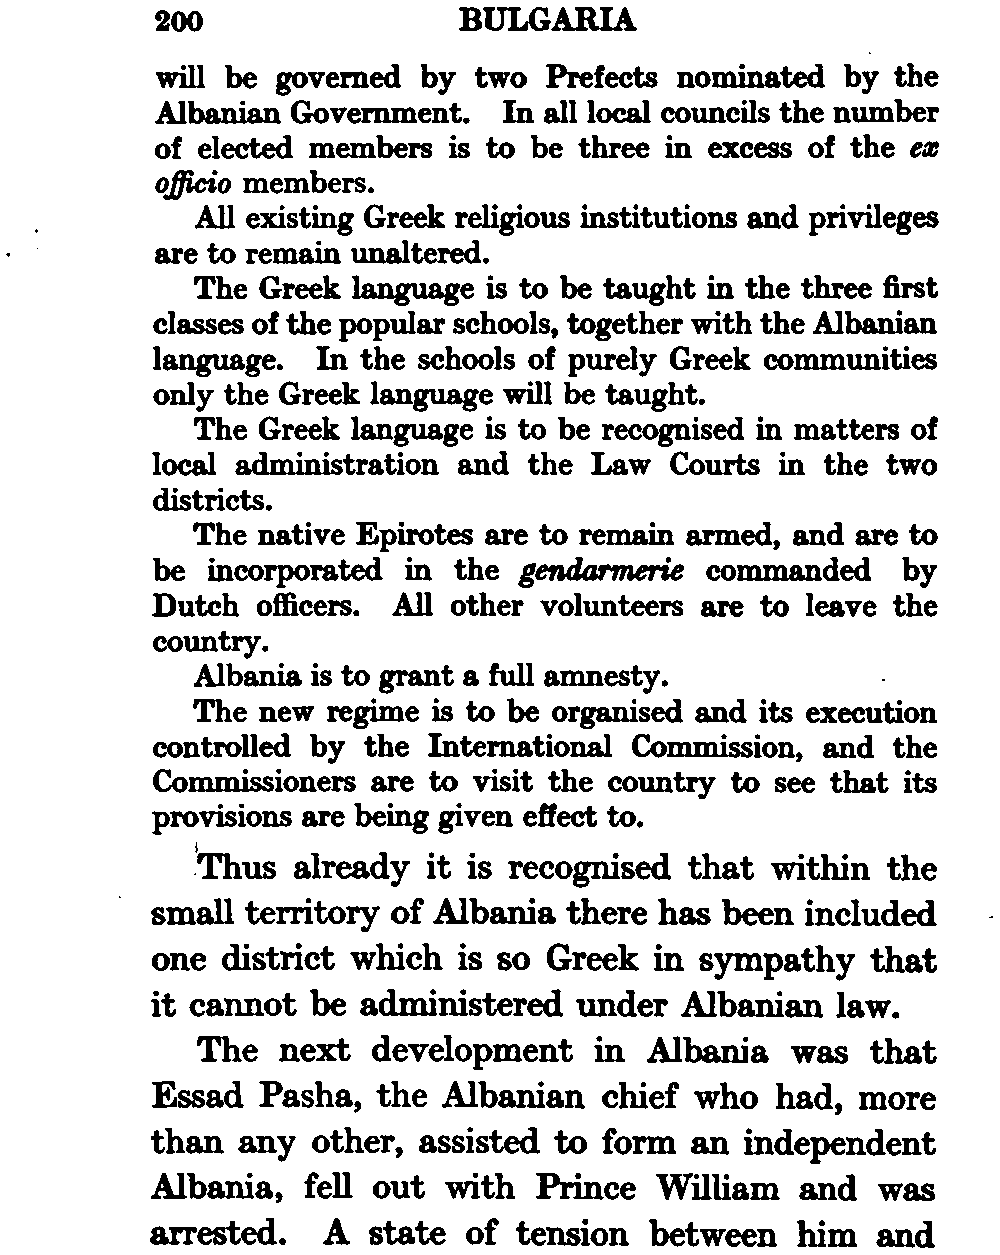 200 BULGARIA
will be governed by two Prefects nominated by the
Albanian Government. In all local councils the number
of elected members is to be three in excess of the ex
officio members.
All existing Greek religious institutions and privileges
are to remain unaltered.
The Greek language is to be taught in the three first
classes of the popular schools, together with the Albanian
language. In the schools of purely Greek communities
only the Greek language will be taught.
The Greek language is to be recognised in matters of
local administration and the Law Courts in the two
districts.
The native Epirotes are to remain armed, and are to
be incorporated in the gendarmerie commanded by
Dutch officers. All other volunteers are to leave the
country.
Albania is to grant a full amnesty.
The new regime is to be organised and its execution
controlled by the International Commission, and the
Commissioners are to visit the country to see that its
provisions are being given effect to.
Thus already it is recognised that within the
small territory of Albania there has been included
one district which is so Greek in sympathy that
it cannot be administered under Albanian law.
The next development in Albania was that
Essad Pasha, the Albanian chief who had, more
than any other, assisted to form an independent
Albania, fell out with Prince William and was
arrested. A state of tension between him and